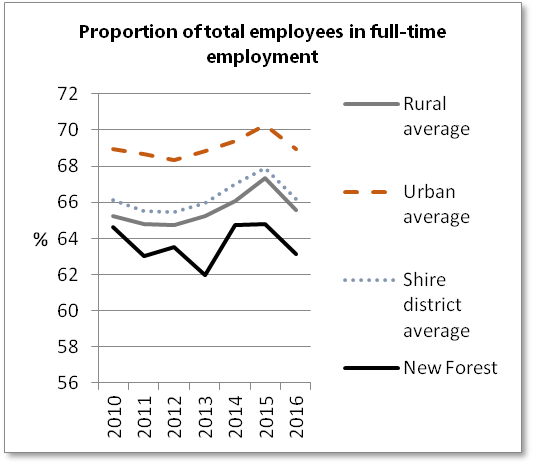 Proportion of total employees in full-time
employment
72
70
68
66
64
62
60
58
56
%
2010
2011
2012
2013
2014
2015
2016
Rural
average
Urban
average
Shire
district
average
New Forest